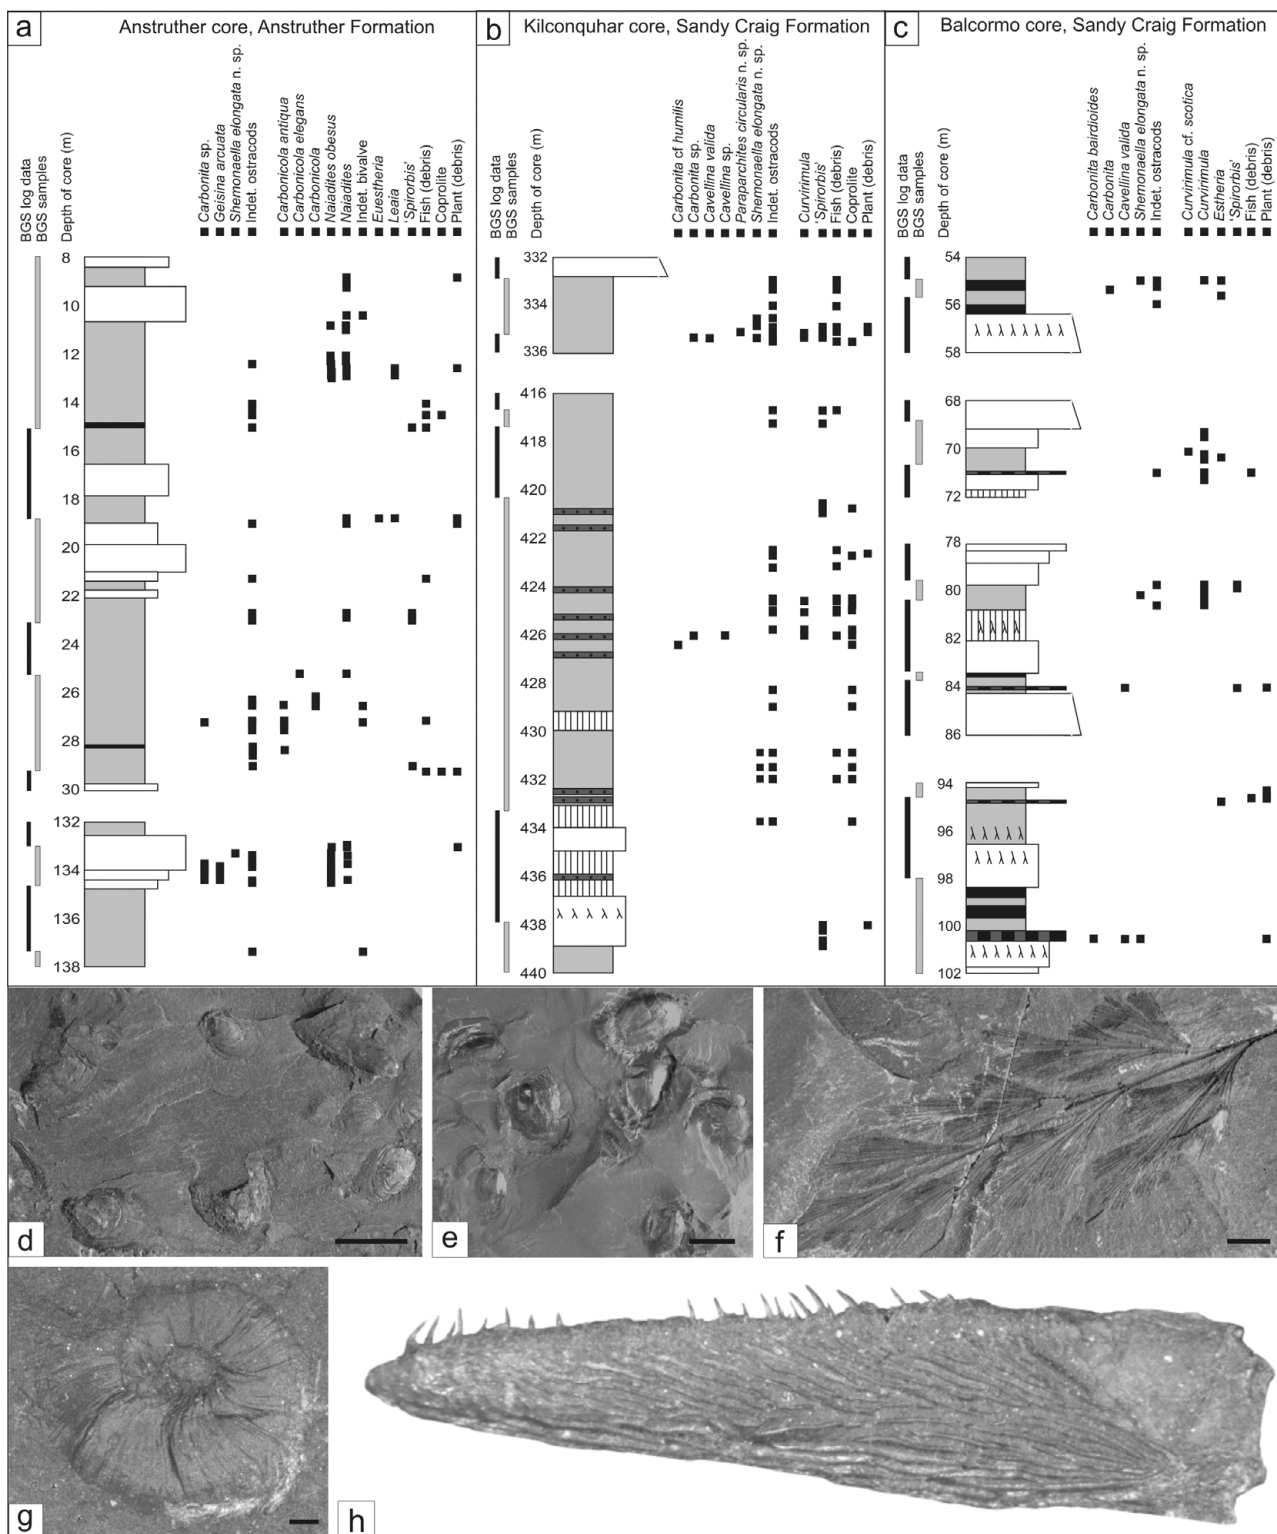 a
Anstruther core, Anstruther Formation
BGS log data
BGS samples
Depth of core (m)
Carbonita sp.
Geisina arcuata
Shemonaella elongata n. sp.
Indet. ostracods
Carbonicola antiqua
Carbonicola elegans
Carbonicola
Naiadites obesus
Naiadites
Indet. bivalve
Euestheria
Leaia
'Spirorbis'
Fish (debris)
Coprolite
Plant (debris)
8
10
12
14
16
18
20
22
24
26
28
30
132
134
136
138
b
Kilconquhar core, Sandy Craig Formation
BGS log data
BGS samples
Depth of core (m)
Carbonita cf humilis
Carbonita sp.
Cavellina valida
Cavellina sp.
Paraparchites circularis n. sp.
Shemonaella elongata n. sp.
Indet. ostracods
Curvirimula
'Spirorbis'
Fish (debris)
Coprolite
Plant (debris)
332
334
336
416
418
420
422
424
426
428
430
432
434
436
438
440
c
Balcormo core, Sandy Craig Formation
BGS log data
BGS samples
Depth of core (m)
Carbonita bairdioides
Carbonita
Cavellina valida
Shemonaella elongata n. sp.
Indet. ostracods
Curvirimula cf. scotica
Curvirimula
Estheria
'Spirorbis'
Fish (debris)
Plant (debris)
54
56
58
68
70
72
78
80
82
84
86
94
96
98
100
102
d
e
f
g
h